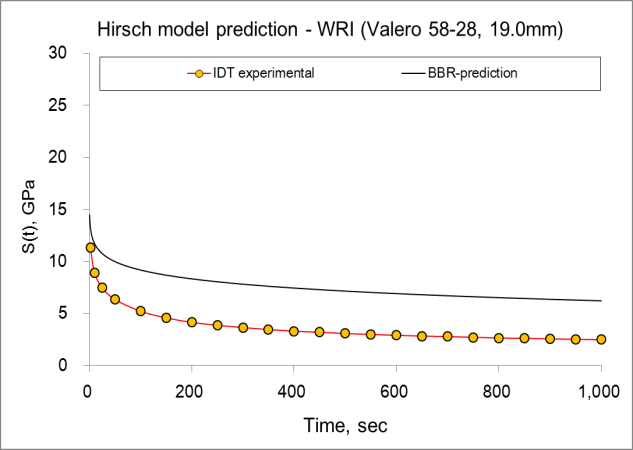 Hirsch model prediction - WRI (Valero 58-28, 19.0mm)
IDT experimental
BBR-prediction
S(t), GPa
30
25
20
15
10
5
0
0
200
400
600
800
1,000
Time, sec